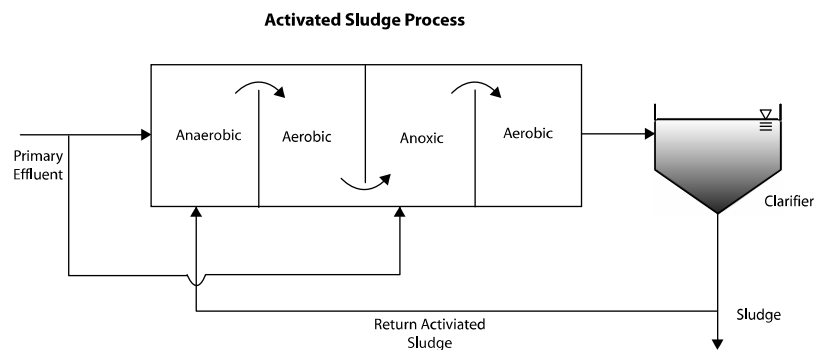 Activated Sludge Process
Anaerobic
Aerobic
Anoxic
Aerobic
Primary
Effluent
Clarifier
Return Activiated
Sludge
Sludge